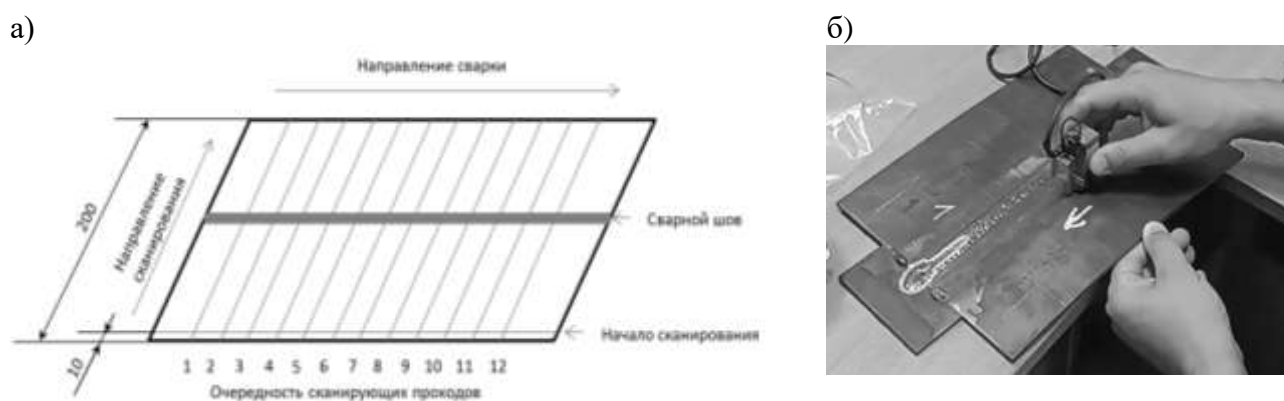 а)
б)
Направление сварки
200
Направление
сканирования
Сварной шов
Начало сканирования
10
1 2 3 4 5 6 7 8 9 10 11 12
Очередность сканирующих проходов